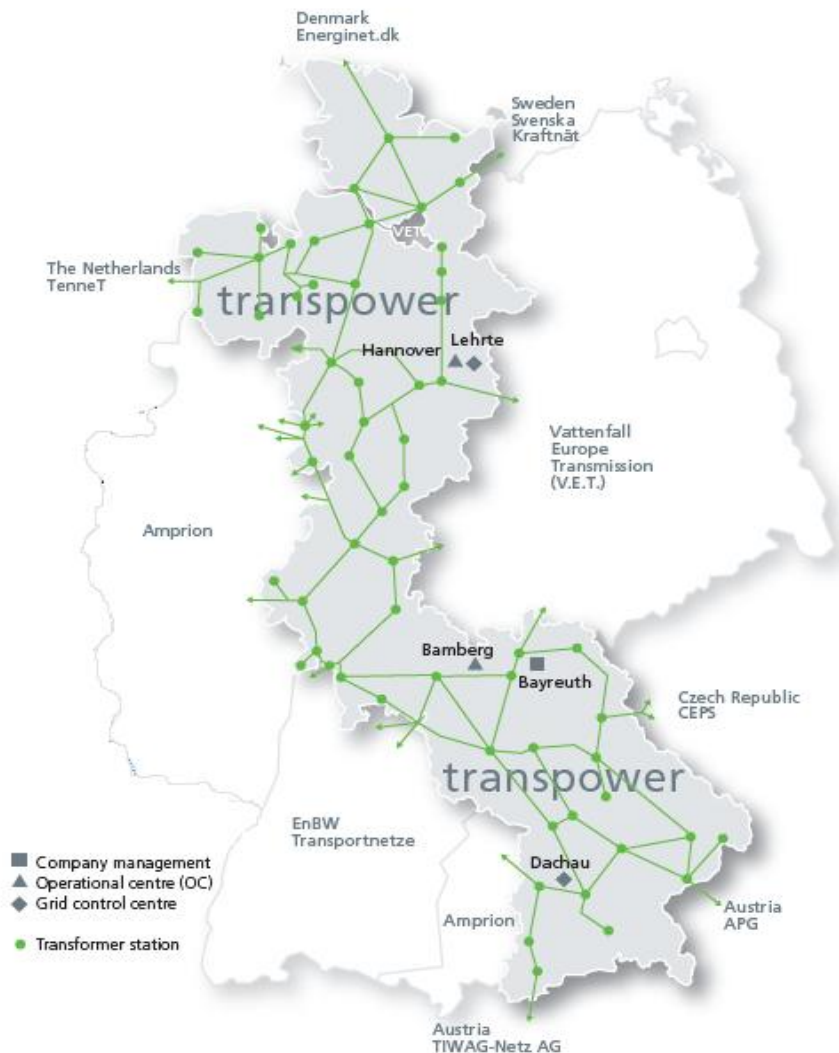 Denmark
Energinet.dk
Sweden
Svenska
Kraftnät
VET
The Netherlands
TenneT
transpower
Lehrte
Hannover
Vattenfall
Europe
Transmission
(V.E.T.)
Amprion
Bamberg
Bayreuth
Czech Republic
CEPS
transpower
EnBW
Transportnetze
Company management
Operational centre (OC)
Grid control centre
Transformer station
Dachau
Amprion
Austria
APG
Austria
TIWAG-Netz AG